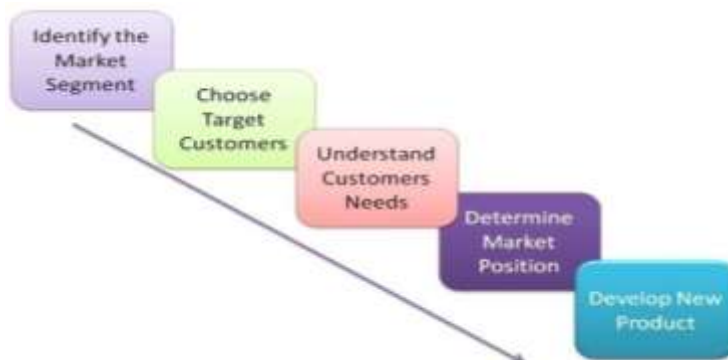 Identify the
Market
Segment
Choose
Target
Customers
Understand
Customers
Needs
Determine
Market
Position
Develop New
Product